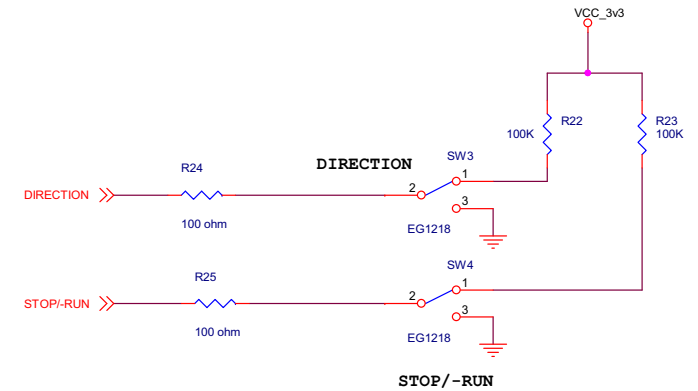 VCC_3v3
R22
100K
R23
100K
R24
DIRECTION
SW3
DIRECTION
2
1
3
100 ohm
EG1218
R25
SW4
STOP/-RUN
2
1
3
100 ohm
EG1218
STOP/-RUN